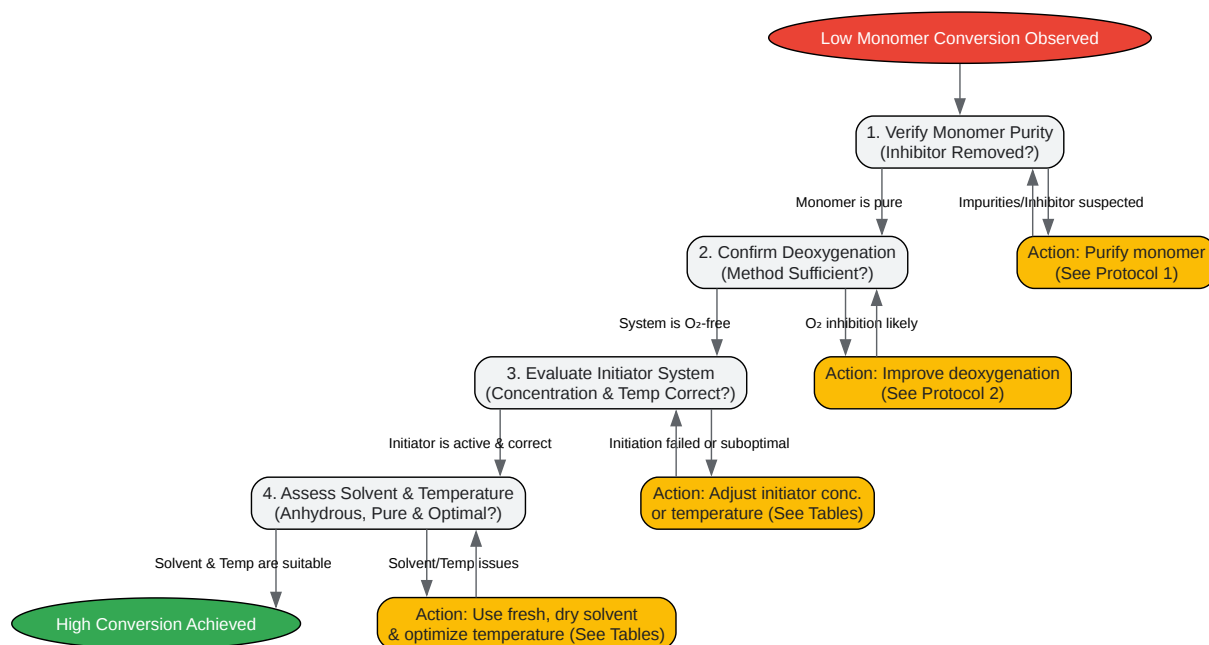 Low Monomer Conversion Observed
1. Verify Monomer Purity
(Inhibitor Removed?)
Monomer is pure
Impurities/Inhibitor suspected
2. Confirm Deoxygenation
(Method Sufficient?)
Action: Purify monomer
(See Protocol 1)
System is O₂-free
O₂ inhibition likely
3. Evaluate Initiator System
(Concentration & Temp Correct?)
Action: Improve deoxygenation
(See Protocol 2)
Initiator is active & correct
Initiation failed or suboptimal
4. Assess Solvent & Temperature
(Anhydrous, Pure & Optimal?)
Action: Adjust initiator conc.
or temperature (See Tables)
Solvent & Temp are suitable
Solvent/Temp issues
High Conversion Achieved
Action: Use fresh, dry solvent
& optimize temperature (See Tables)